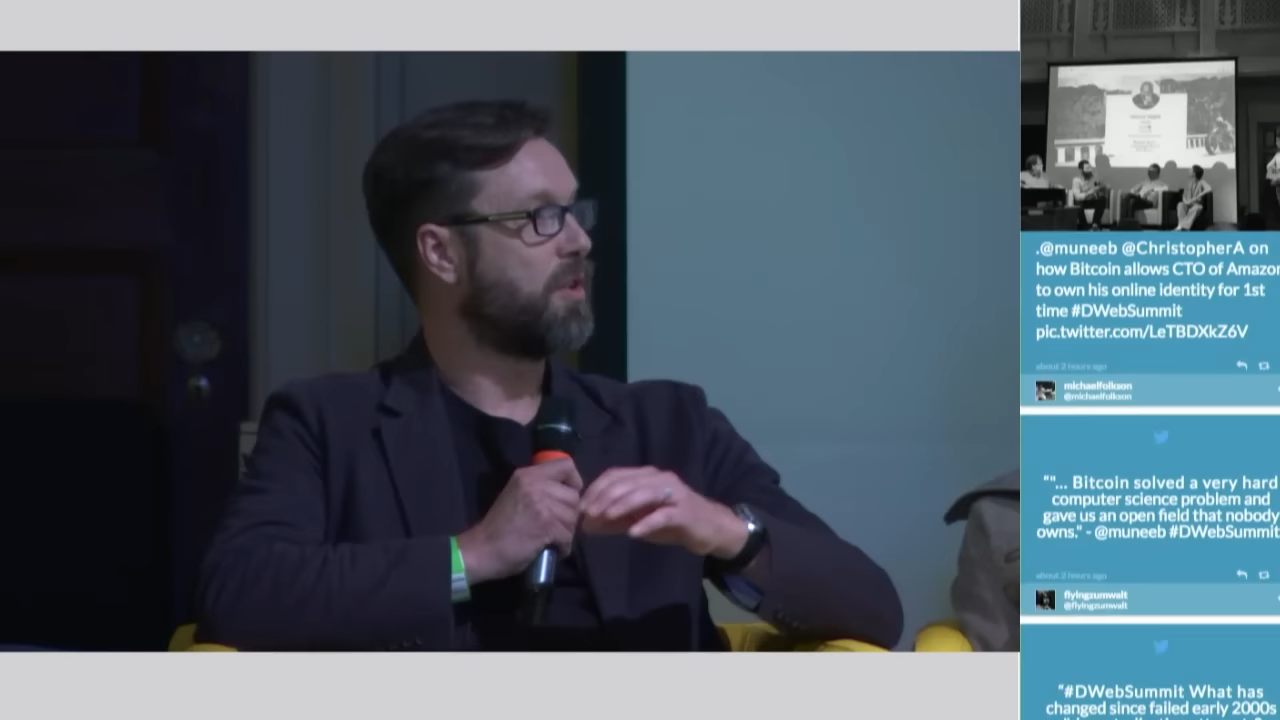 .@muneeb @ChristopherA on
how Bitcoin allows CTO of Amazon
to own his online identity for 1st
time #DWebSummit
pic.twitter.com/LeTBDXkZ6V
about 2 hours ago
michaelfolkson
@michaelfolkson
""... Bitcoin solved a very hard
computer science problem and
gave us an open field that nobody
owns." - @muneeb #DWebSummit
about 2 hours ago
flyingzumwalt
@flyingzumwalt
"#DWebSummit What has
changed since failed early 2000s